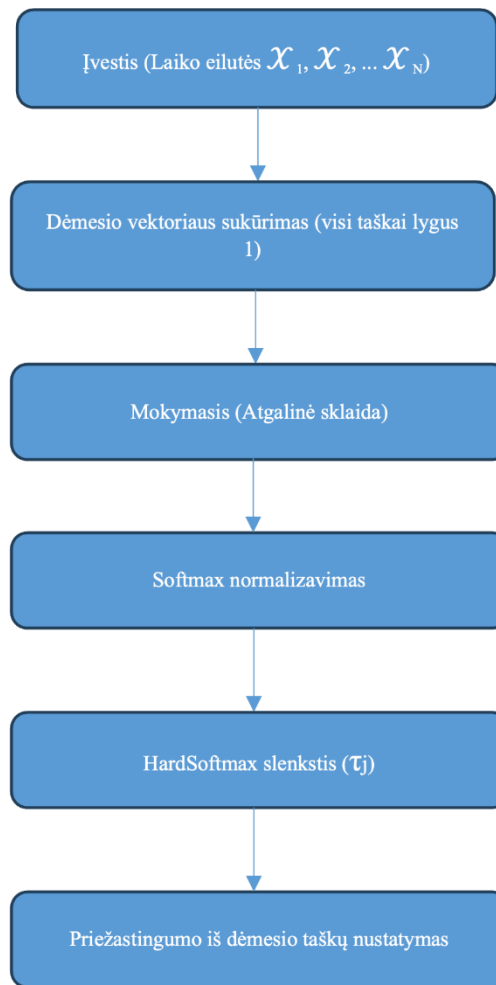 Įvestis (Laiko eilutės 𝒳 1, 𝒳 2, ... 𝒳 N)
Dėmesio vektoriaus sukūrimas (visi taškai lygus
1)
Mokymasis (Atgalinė sklaida)
Softmax normalizavimas
HardSoftmax slenkstis (τj)
Priežastingumo iš dėmesio taškų nustatymas